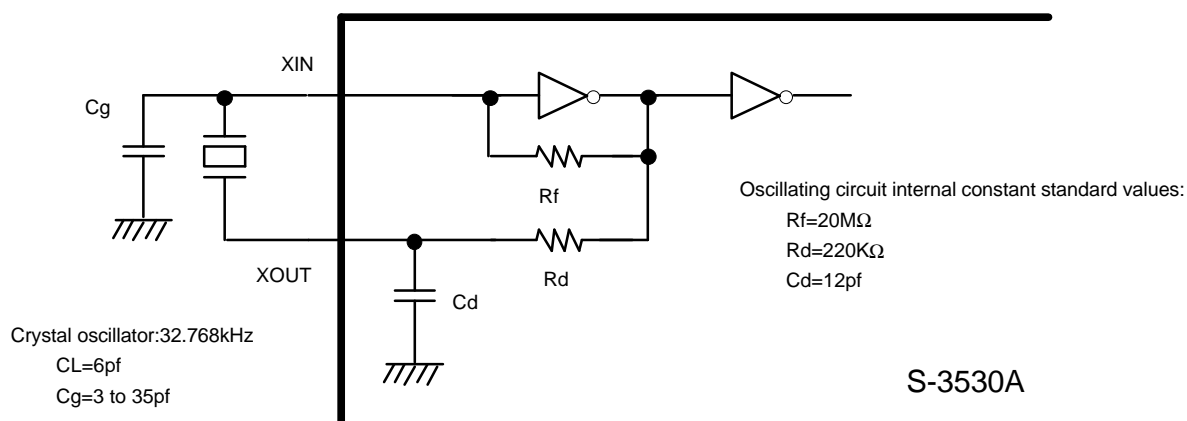 XIN
Cg
Rf
Oscillating circuit internal constant standard values:
Rf=20MΩ
Rd=220KΩ
Cd=12pf
XOUT
Rd
Cd
Crystal oscillator:32.768kHz
CL=6pf
Cg=3 to 35pf
S-3530A